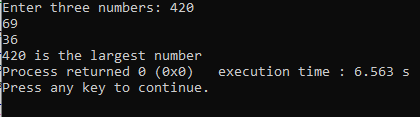 Enter three numbers: 420
69
36
420 is the largest number
Process returned 0 (0x0)   execution time : 6.563 s
Press any key to continue.